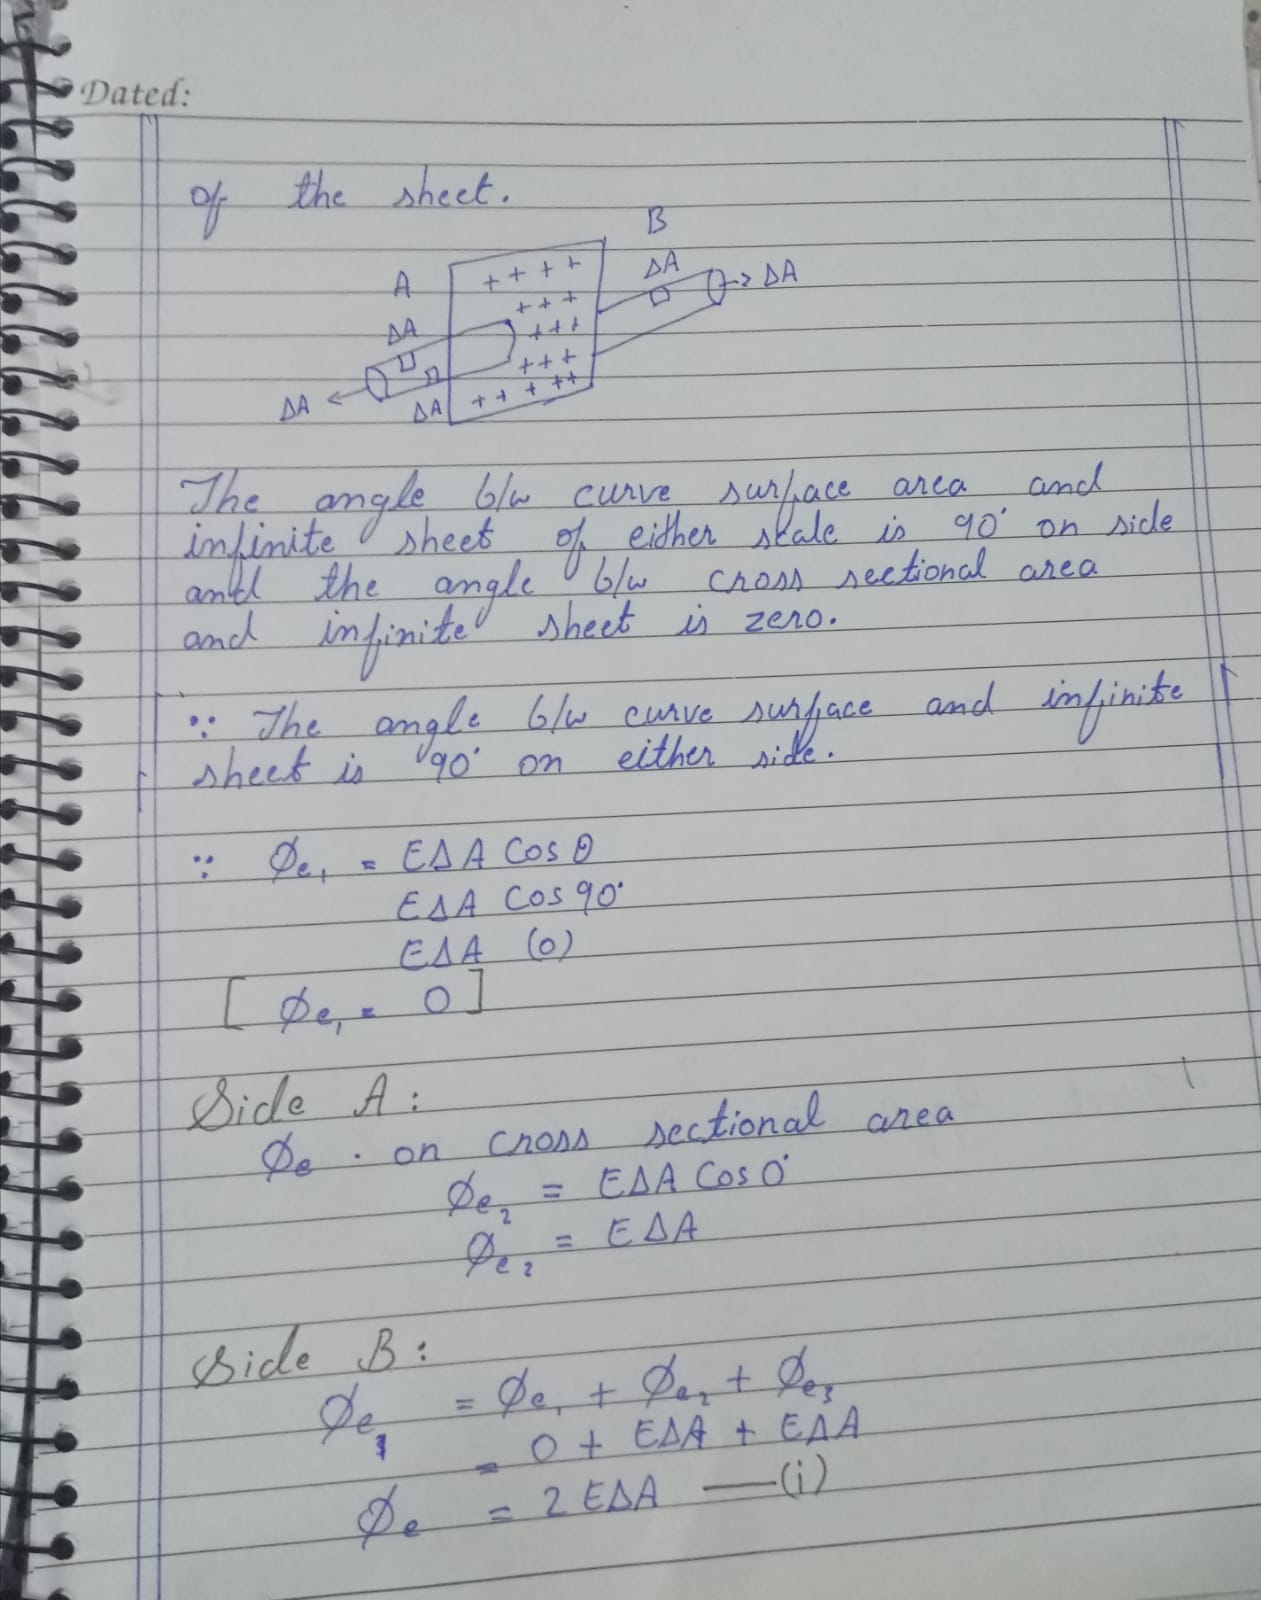 Dated:
of the sheet.
B
+ + + +
A
ΔA
→ ΔA
+ + +
ΔA
+ + +
+ + +
ΔA ←
ΔA
+ + + ++
The angle b/w curve surface area and
infinite sheet of either skale is 90° on side
and the angle b/w cross sectional area
and infinite sheet is zero.
∵ The angle b/w curve surface and infinite
sheet is 90° on either side.
∵ Øe₁ = EΔA Cos θ
EΔA Cos 90°
EΔA (0)
[ Øe₁ = 0 ]
Side A:
Øe . on cross sectional area
Øe₂ = EΔA Cos 0°
Øe₂ = EΔA
Side B:
Øe₁ = Øe₁ + Øe₂ + Øe₃
= 0 + EΔA + EΔA
Øe = 2 EΔA —(i)